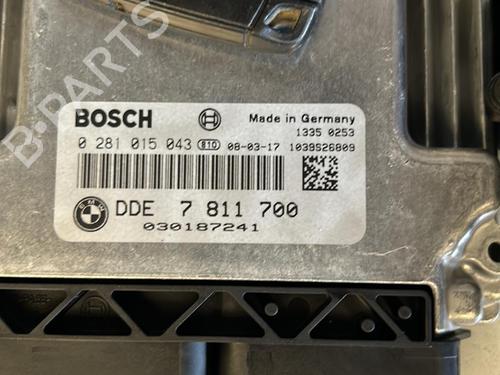 B-PARTS
BOSCH
Made in Germany
1335 0253
0 281 015 043 810 08-03-17 1039S26809
BMW DDE 7 811 700
030187241